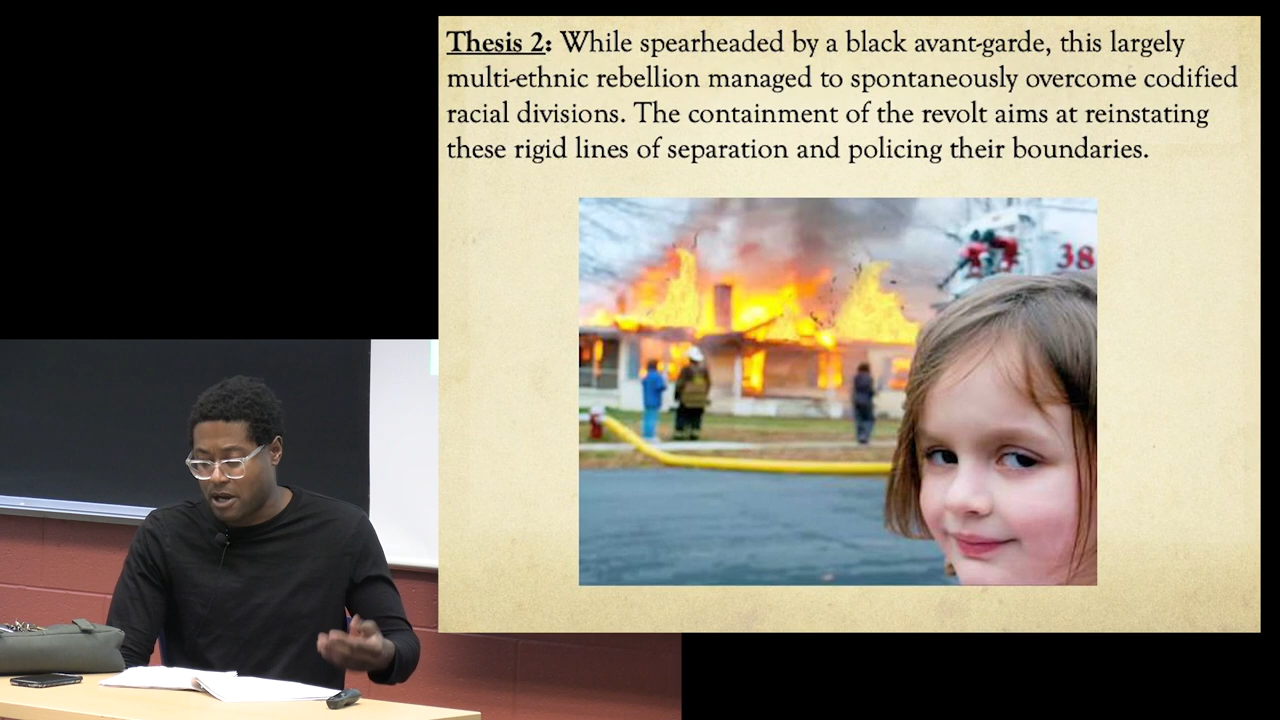 Thesis 2: While spearheaded by a black avant-garde, this largely
multi-ethnic rebellion managed to spontaneously overcome codified
racial divisions. The containment of the revolt aims at reinstating
these rigid lines of separation and policing their boundaries.
38